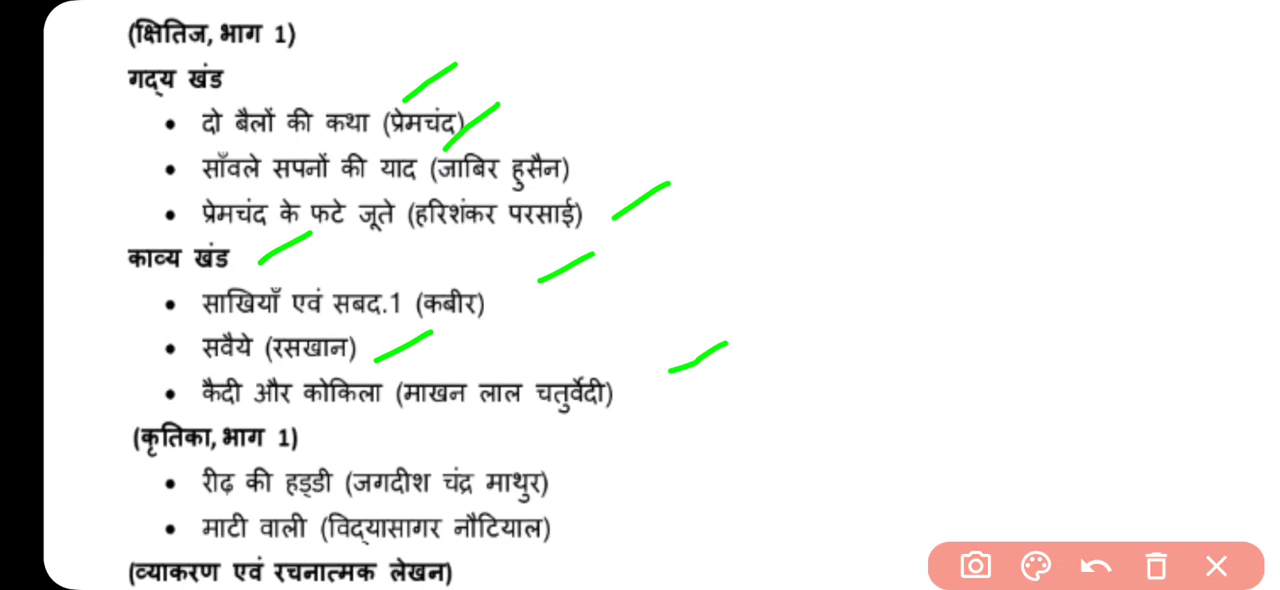 (क्षितिज, भाग 1)
गद्य खंड
• दो बैलों की कथा (प्रेमचंद)
• साँवले सपनों की याद (जाबिर हुसैन)
• प्रेमचंद के फटे जूते (हरिशंकर परसाई)
काव्य खंड
• साखियाँ एवं सबद.1 (कबीर)
• सवैये (रसखान)
• कैदी और कोकिला (माखन लाल चतुर्वेदी)
(कृतिका, भाग 1)
• रीढ़ की हड्डी (जगदीश चंद्र माथुर)
• माटी वाली (विद्यासागर नौटियाल)
(व्याकरण एवं रचनात्मक लेखन)